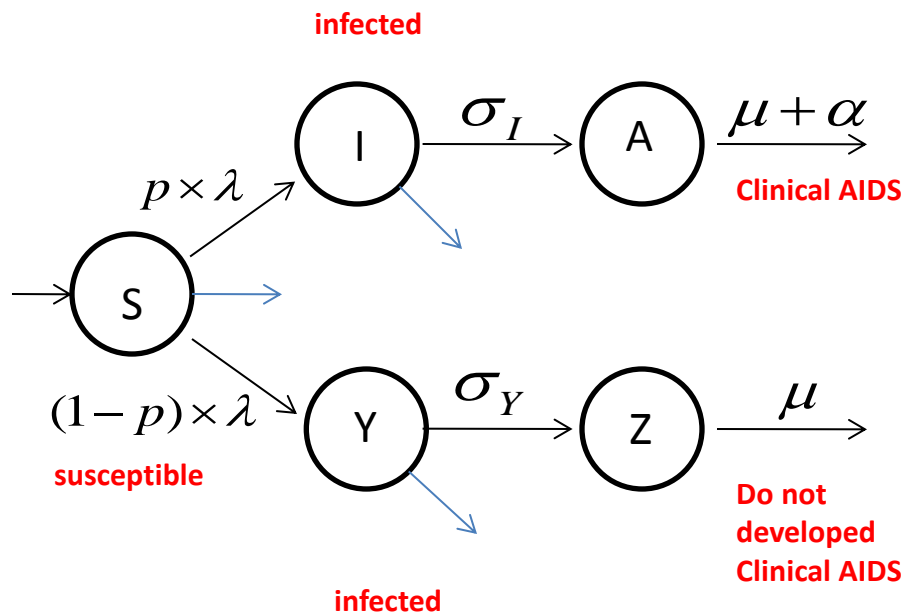 infected
I
σ_I
A
μ + α
Clinical AIDS
p × λ
S
(1 − p) × λ
susceptible
Y
σ_Y
Z
μ
Do not
developed
Clinical AIDS
infected